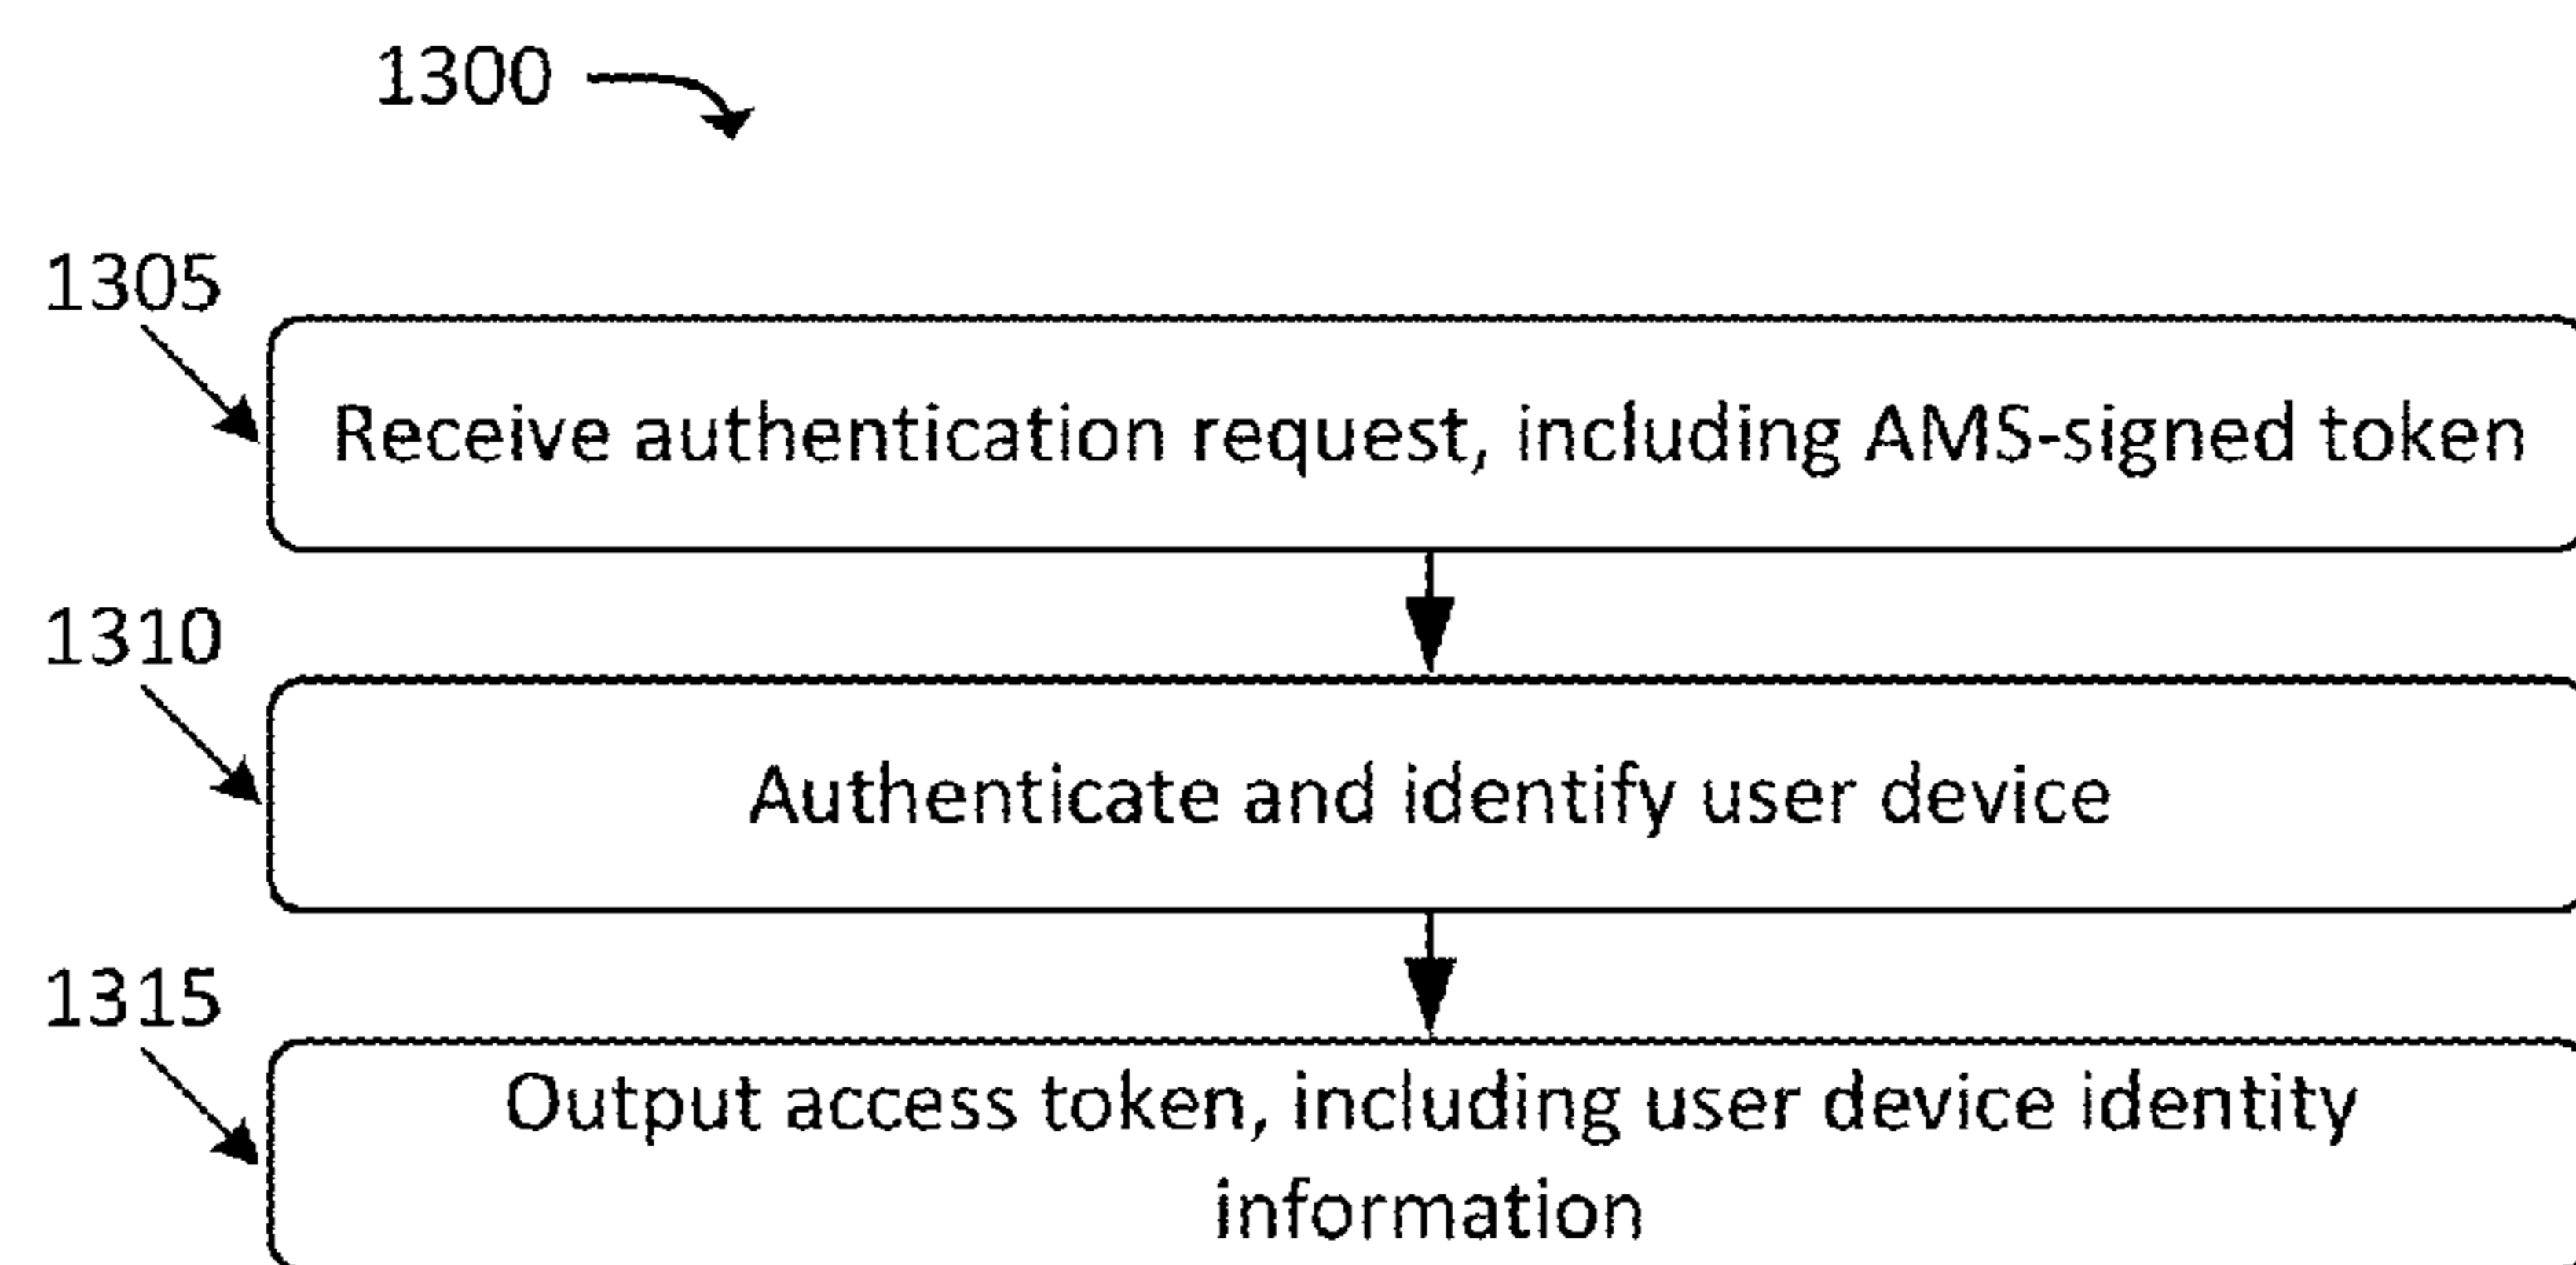 1300
1305
Receive authentication request, including AMS-signed token
1310
Authenticate and identify user device
1315
Output access token, including user device identity
information